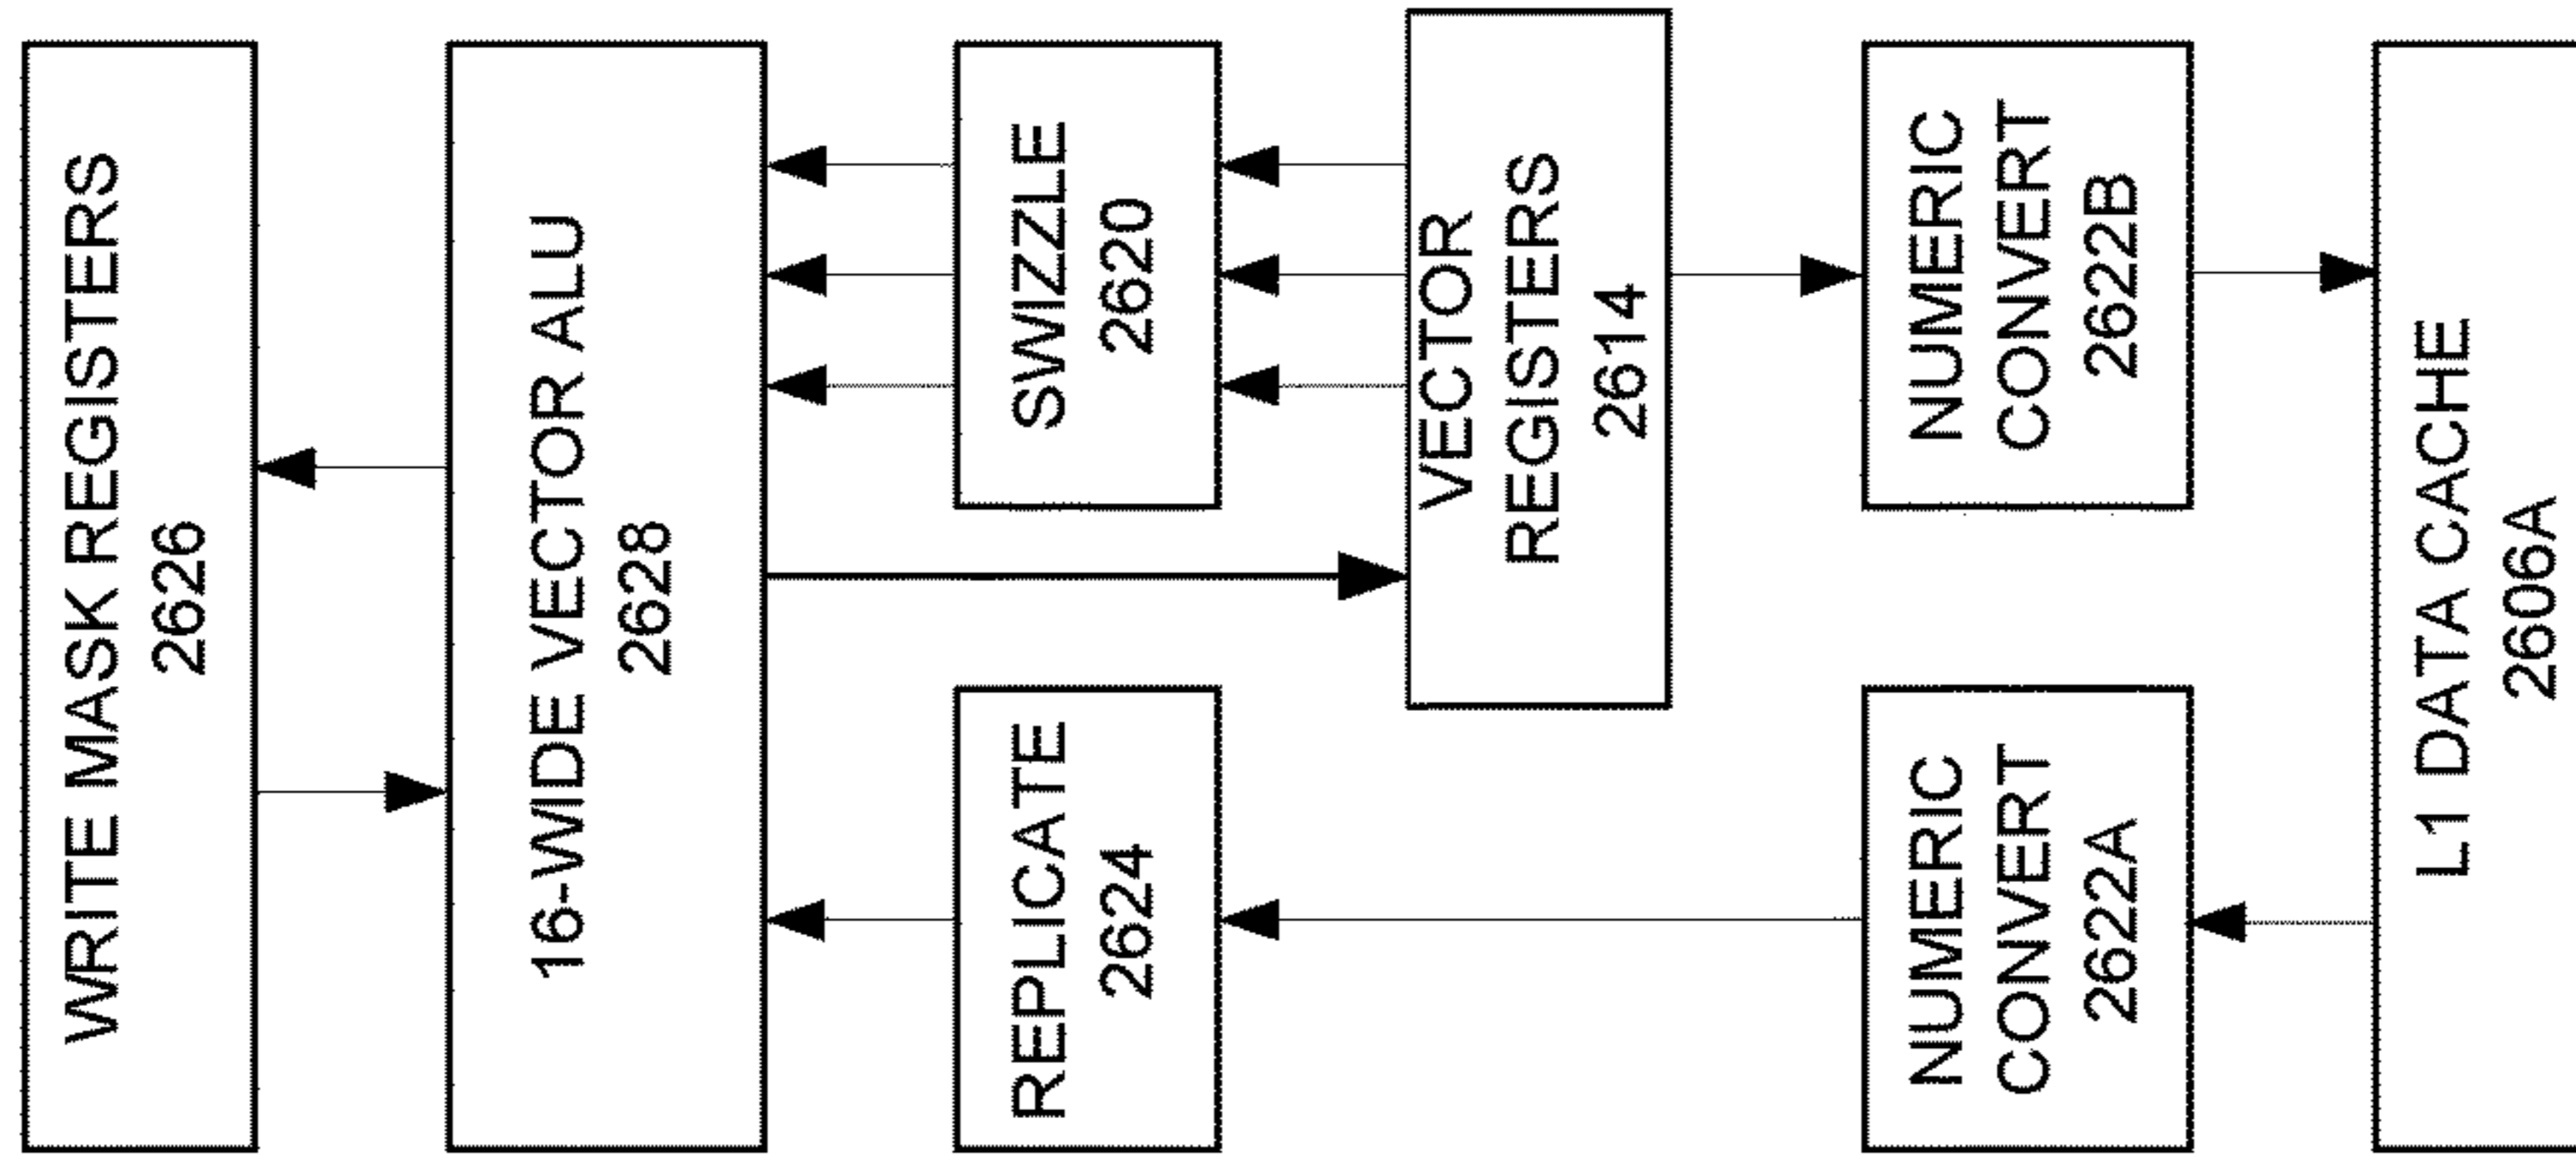 WRITE MASK REGISTERS
2626
16-WIDE VECTOR ALU
2628
REPLICATE
2624
SWIZZLE
2620
VECTOR
REGISTERS
2614
NUMERIC
CONVERT
2622A
NUMERIC
CONVERT
2622B
L1 DATA CACHE
2606A